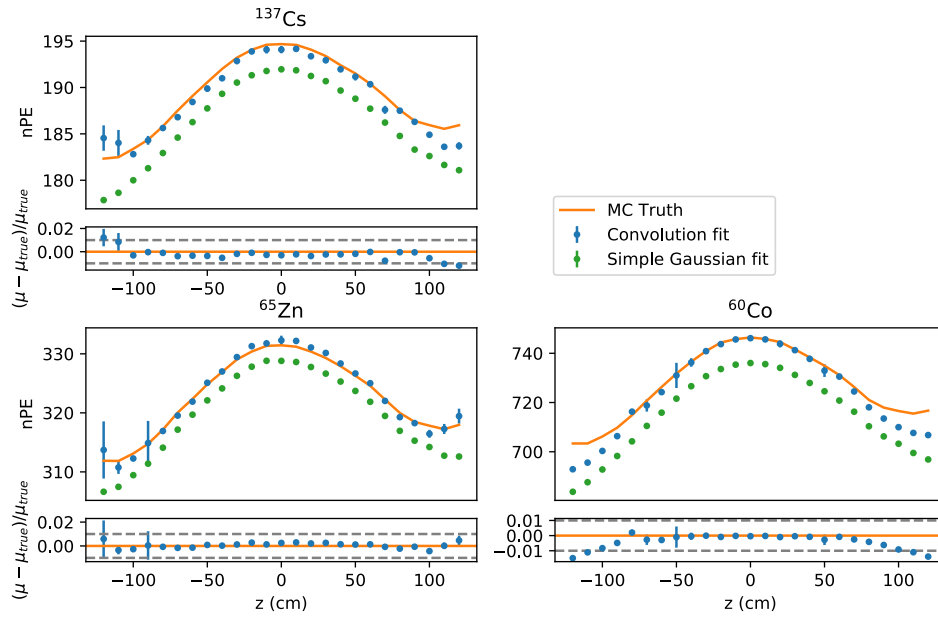 ¹³⁷Cs
195
190
185
180
nPE
0.02
0.00
(μ − μ_true)/μ_true
−100 −50 0 50 100
MC Truth
Convolution fit
Simple Gaussian fit
⁶⁵Zn
330
320
310
nPE
0.02
0.00
(μ − μ_true)/μ_true
−100 −50 0 50 100
z (cm)
⁶⁰Co
740
720
700
0.01
0.00
−0.01
−100 −50 0 50 100
z (cm)